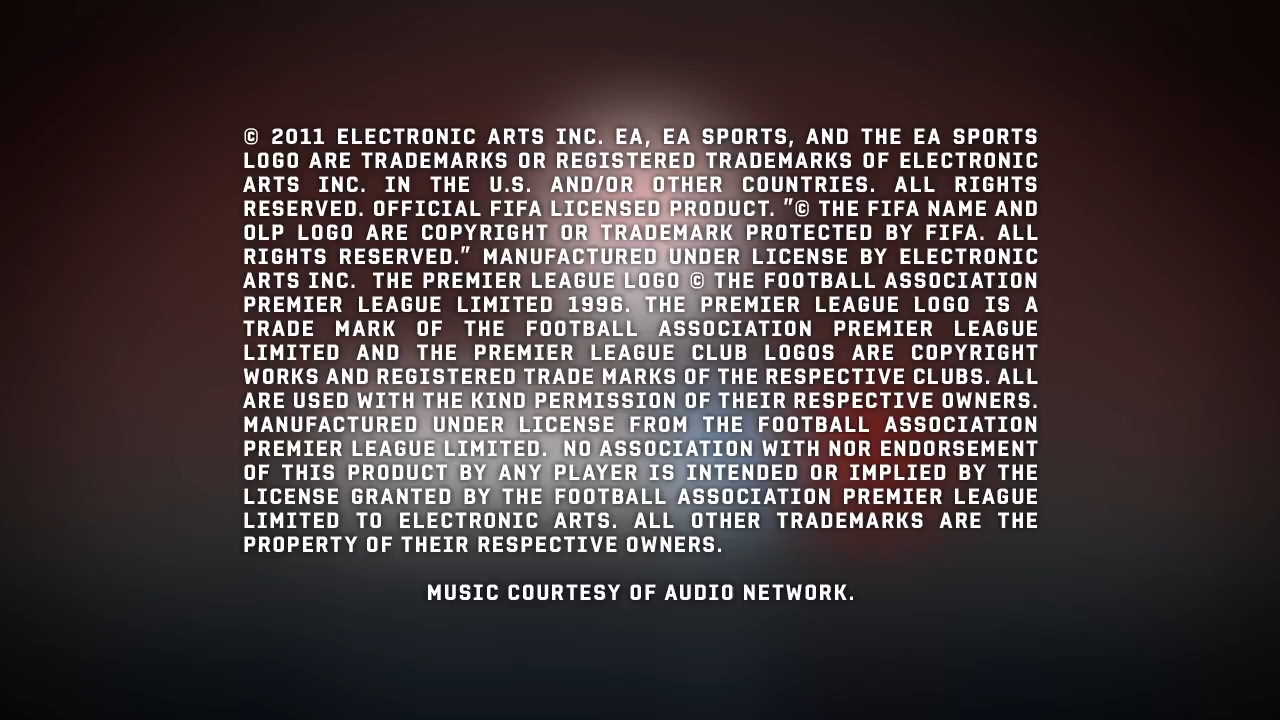 © 2011 ELECTRONIC ARTS INC. EA, EA SPORTS, AND THE EA SPORTS
LOGO ARE TRADEMARKS OR REGISTERED TRADEMARKS OF ELECTRONIC
ARTS INC. IN THE U.S. AND/OR OTHER COUNTRIES. ALL RIGHTS
RESERVED. OFFICIAL FIFA LICENSED PRODUCT. "© THE FIFA NAME AND
OLP LOGO ARE COPYRIGHT OR TRADEMARK PROTECTED BY FIFA. ALL
RIGHTS RESERVED." MANUFACTURED UNDER LICENSE BY ELECTRONIC
ARTS INC. THE PREMIER LEAGUE LOGO © THE FOOTBALL ASSOCIATION
PREMIER LEAGUE LIMITED 1996. THE PREMIER LEAGUE LOGO IS A
TRADE MARK OF THE FOOTBALL ASSOCIATION PREMIER LEAGUE
LIMITED AND THE PREMIER LEAGUE CLUB LOGOS ARE COPYRIGHT
WORKS AND REGISTERED TRADE MARKS OF THE RESPECTIVE CLUBS. ALL
ARE USED WITH THE KIND PERMISSION OF THEIR RESPECTIVE OWNERS.
MANUFACTURED UNDER LICENSE FROM THE FOOTBALL ASSOCIATION
PREMIER LEAGUE LIMITED. NO ASSOCIATION WITH NOR ENDORSEMENT
OF THIS PRODUCT BY ANY PLAYER IS INTENDED OR IMPLIED BY THE
LICENSE GRANTED BY THE FOOTBALL ASSOCIATION PREMIER LEAGUE
LIMITED TO ELECTRONIC ARTS. ALL OTHER TRADEMARKS ARE THE
PROPERTY OF THEIR RESPECTIVE OWNERS.
MUSIC COURTESY OF AUDIO NETWORK.